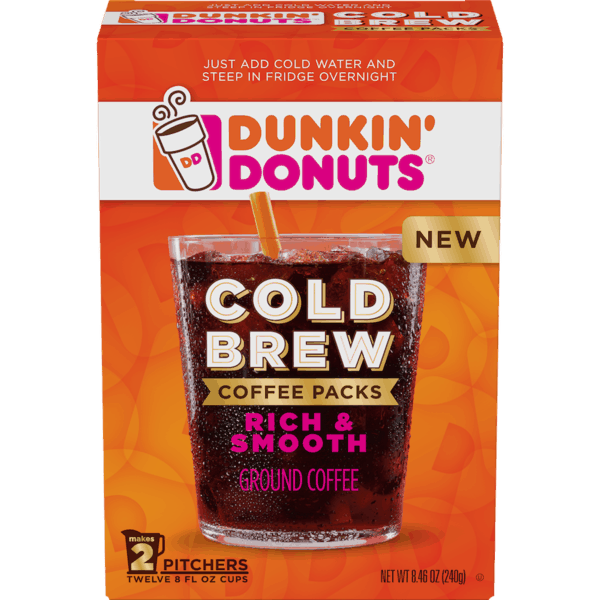 DUNKIN' DONUTS
COLD BREW
COFFEE PACKS
JUST ADD COLD WATER AND
STEEP IN FRIDGE OVERNIGHT
DD
DUNKIN'
DONUTS®
NEW
COLD
BREW
COFFEE PACKS
RICH &
SMOOTH
GROUND COFFEE
makes
2
PITCHERS
TWELVE 8 FL OZ CUPS
NET WT 8.46 OZ (240g)